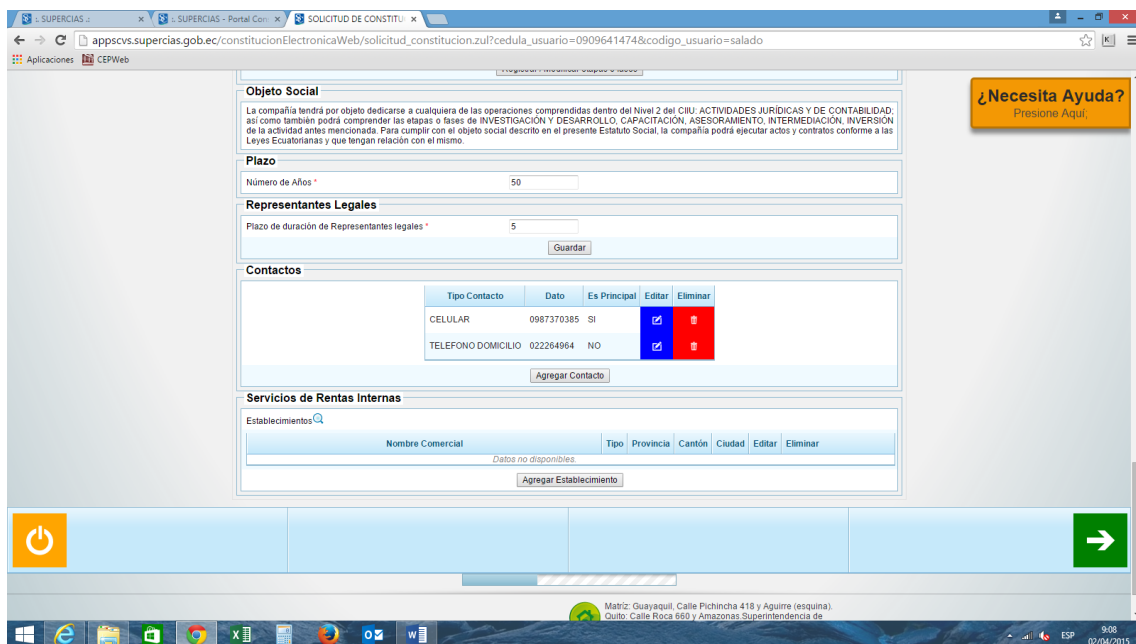 :. SUPERCIAS .:
:. SUPERCIAS - Portal Con
SOLICITUD DE CONSTITU
appscvs.supercias.gob.ec/constitucionElectronicaWeb/solicitud_constitucion.zul?cedula_usuario=0909641474&codigo_usuario=salado
Aplicaciones CEPWeb
¿Necesita Ayuda?
Presione Aquí;
Objeto Social
La compañía tendrá por objeto dedicarse a cualquiera de las operaciones comprendidas dentro del Nivel 2 del CIIU: ACTIVIDADES JURÍDICAS Y DE CONTABILIDAD;
así como también podrá comprender las etapas o fases de INVESTIGACIÓN Y DESARROLLO, CAPACITACIÓN, ASESORAMIENTO, INTERMEDIACIÓN, INVERSIÓN
de la actividad antes mencionada. Para cumplir con el objeto social descrito en el presente Estatuto Social, la compañía podrá ejecutar actos y contratos conforme a las
Leyes Ecuatorianas y que tengan relación con el mismo.
Plazo
Número de Años * 50
Representantes Legales
Plazo de duración de Representantes legales * 5
Guardar
Contactos
Tipo Contacto Dato Es Principal Editar Eliminar
CELULAR 0987370385 SI
TELEFONO DOMICILIO 022264964 NO
Agregar Contacto
Servicios de Rentas Internas
Establecimientos
Nombre Comercial Tipo Provincia Cantón Ciudad Editar Eliminar
Datos no disponibles.
Agregar Establecimiento
Matríz: Guayaquil, Calle Pichincha 418 y Aguirre (esquina).
Quito: Calle Roca 660 y Amazonas.Superintendencia de
ESP
9:08
02/04/2015